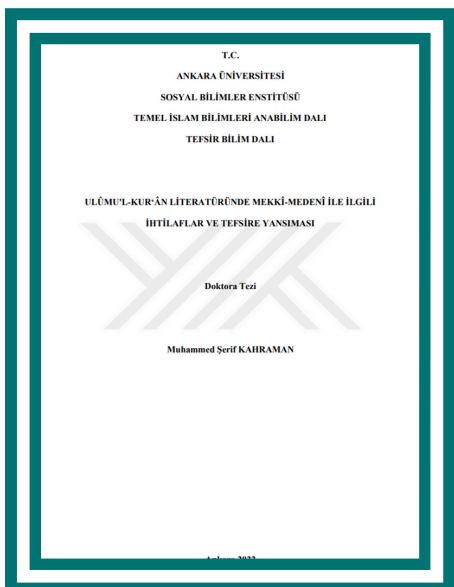 T.C.
ANKARA ÜNİVERSİTESİ
SOSYAL BİLİMLER ENSTİTÜSÜ
TEMEL İSLAM BİLİMLERİ ANABİLİM DALI
TEFSİR BİLİM DALI
ULÛMU'L-KUR'ÂN LİTERATÜRÜNDE MEKKÎ-MEDENÎ İLE İLGİLİ
İHTİLAFLAR VE TEFSİRE YANSIMASI
Doktora Tezi
Muhammed Şerif KAHRAMAN